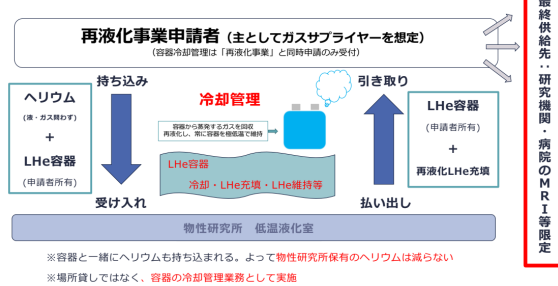 再液化事業申請者（主としてガスサプライヤーを想定）
（容器冷却管理は「再液化事業」と同時申請のみ受付）
最終供給先：研究機関・病院のMRI等限定
持ち込み
引き取り
ヘリウム
（液・ガス問わず）
+
LHe容器
（申請者所有）
冷却管理
容器から蒸発するガスを回収
再液化し、常に容器を極低温で維持
LHe容器
冷却・LHe充填・LHe維持等
LHe容器
（申請者所有）
+
再液化LHe充填
受け入れ
払い出し
物性研究所 低温液化室
※容器と一緒にヘリウムも持ち込まれる。よって物性研究所保有のヘリウムは減らない
※場所貸しではなく、容器の冷却管理業務として実施